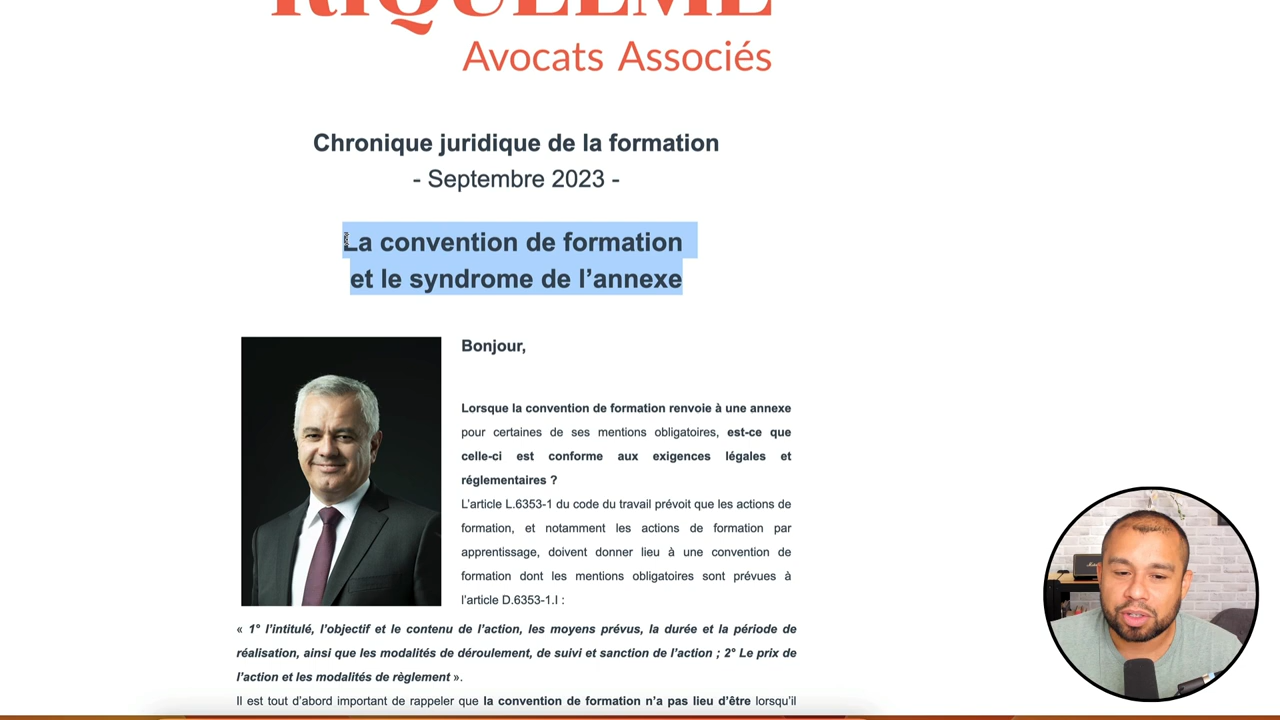 RIQUELME
Avocats Associés
Chronique juridique de la formation
- Septembre 2023 -
La convention de formation
et le syndrome de l’annexe
Bonjour,
Lorsque la convention de formation renvoie à une annexe
pour certaines de ses mentions obligatoires, est-ce que
celle-ci est conforme aux exigences légales et
réglementaires ?
L’article L.6353-1 du code du travail prévoit que les actions de
formation, et notamment les actions de formation par
apprentissage, doivent donner lieu à une convention de
formation dont les mentions obligatoires sont prévues à
l’article D.6353-1.I :
« 1° l’intitulé, l’objectif et le contenu de l’action, les moyens prévus, la durée et la période de
réalisation, ainsi que les modalités de déroulement, de suivi et sanction de l’action ; 2° Le prix de
l’action et les modalités de règlement ».
Il est tout d’abord important de rappeler que la convention de formation n’a pas lieu d’être lorsqu’il